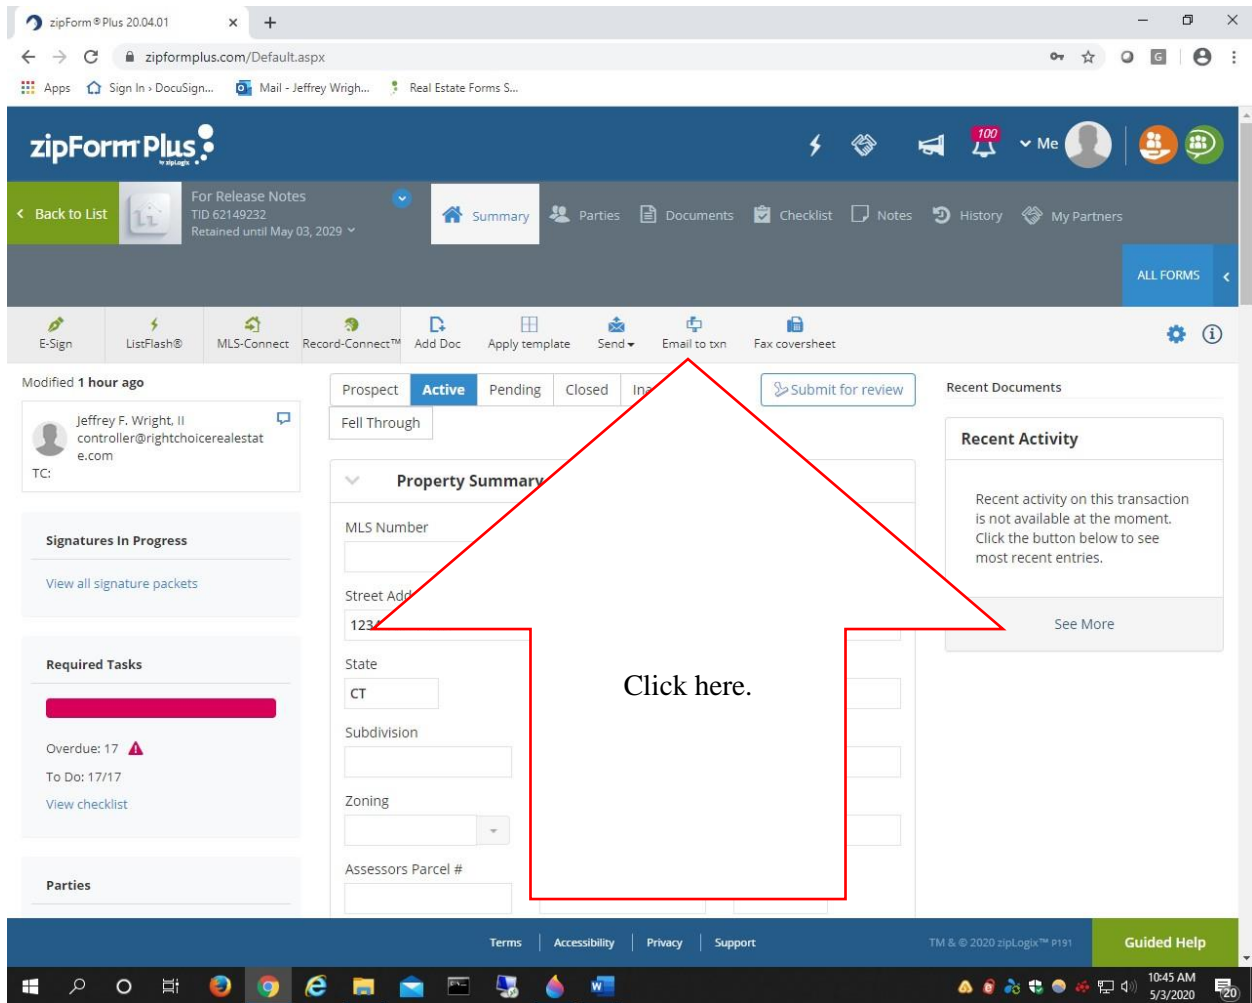 zipForm® Plus 20.04.01
zipformplus.com/Default.aspx
Apps Sign In › DocuSign... Mail - Jeffrey Wrigh... Real Estate Forms S...
zipForm Plus
by zipLogix
100
Me
Back to List
For Release Notes
TID 62149232
Retained until May 03, 2029
Summary Parties Documents Checklist Notes History My Partners
ALL FORMS
E-Sign ListFlash® MLS-Connect Record-Connect™ Add Doc Apply template Send Email to txn Fax coversheet
Modified 1 hour ago
Jeffrey F. Wright, II
controller@rightchoicerealestat
e.com
TC:
Signatures In Progress
View all signature packets
Required Tasks
Overdue: 17
To Do: 17/17
View checklist
Parties
Prospect Active Pending Closed Ina
Submit for review
Fell Through
Property Summary
MLS Number
Street Add
1234
State
CT
Subdivision
Zoning
Assessors Parcel #
Click here.
Recent Documents
Recent Activity
Recent activity on this transaction
is not available at the moment.
Click the button below to see
most recent entries.
See More
Terms | Accessibility | Privacy | Support
TM & © 2020 zipLogix™ P191
Guided Help
10:45 AM
5/3/2020
20